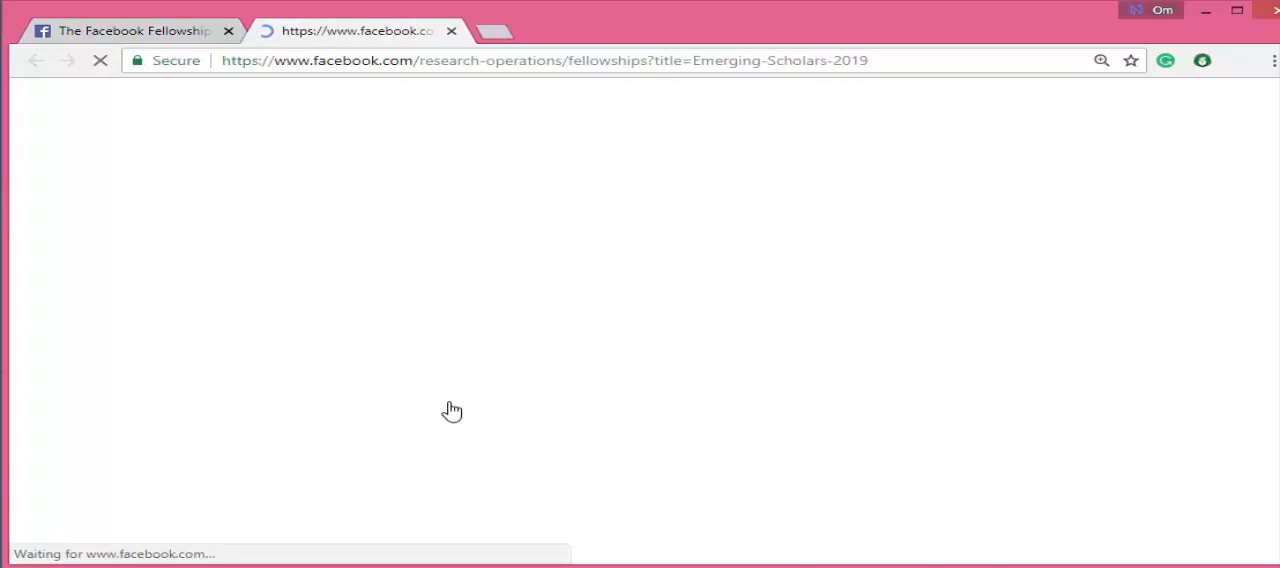 Om
The Facebook Fellowship
https://www.facebook.co
Secure
https://www.facebook.com/research-operations/fellowships?title=Emerging-Scholars-2019
Waiting for www.facebook.com...